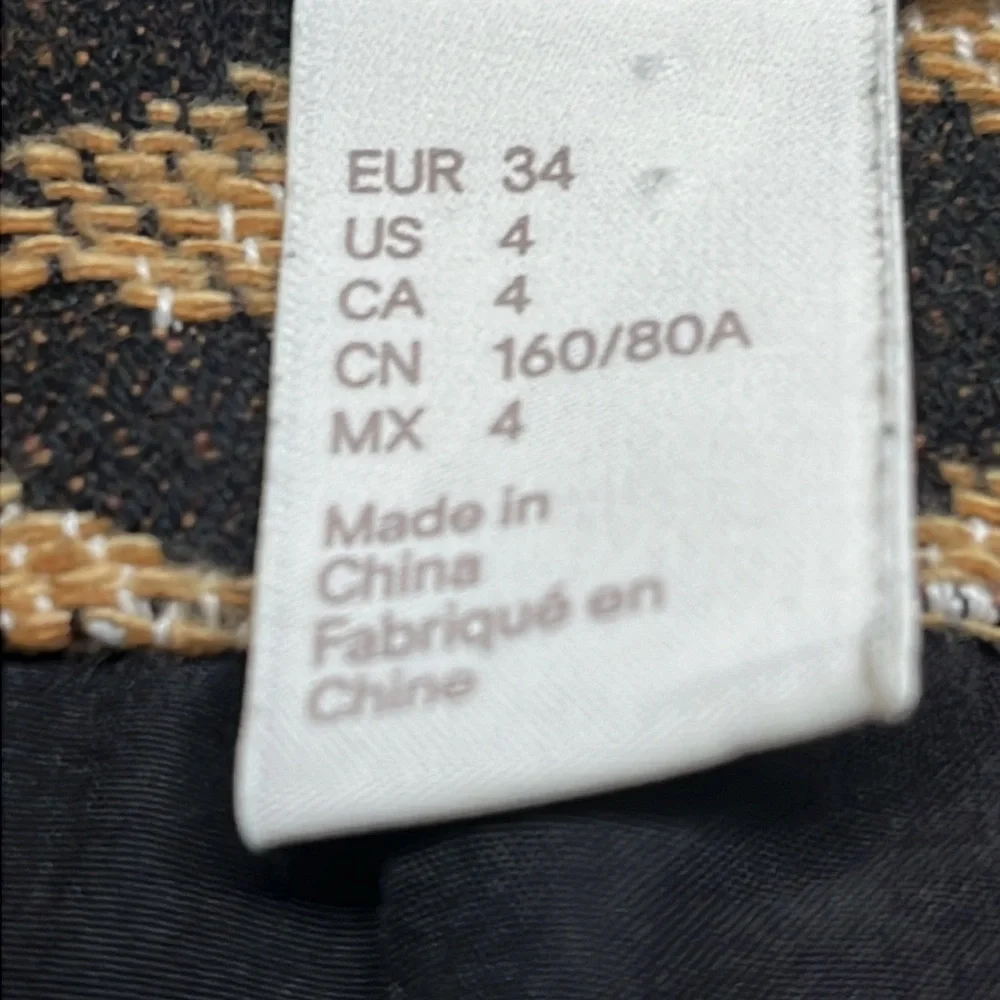 EUR 34
US 4
CA 4
CN 160/80A
MX 4
Made in
China
Fabriqué en
Chine